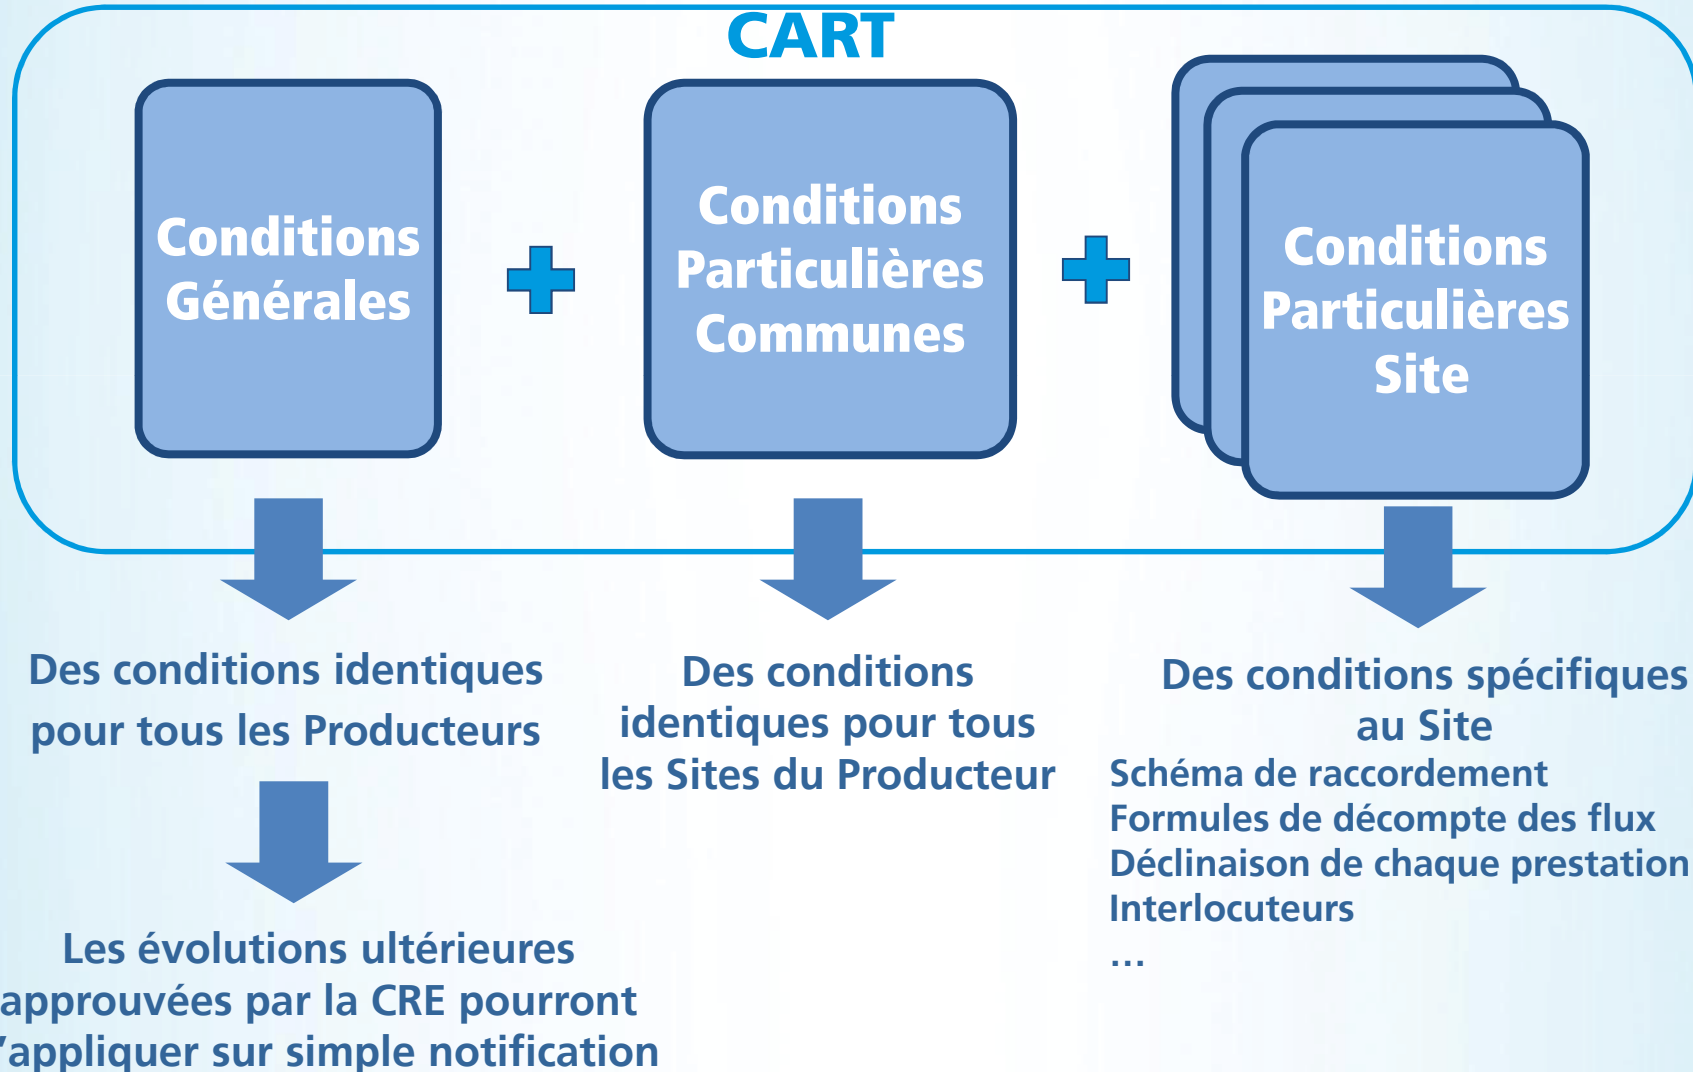 CART
Conditions
Générales
Conditions
Particulières
Communes
Conditions
Particulières
Site
Des conditions identiques
pour tous les Producteurs
Les évolutions ultérieures
approuvées par la CRE pourront
'appliquer sur simple notification
Des conditions
identiques pour tous
les Sites du Producteur
Des conditions spécifiques
au Site
Schéma de raccordement
Formules de décompte des flux
Déclinaison de chaque prestation
Interlocuteurs
…